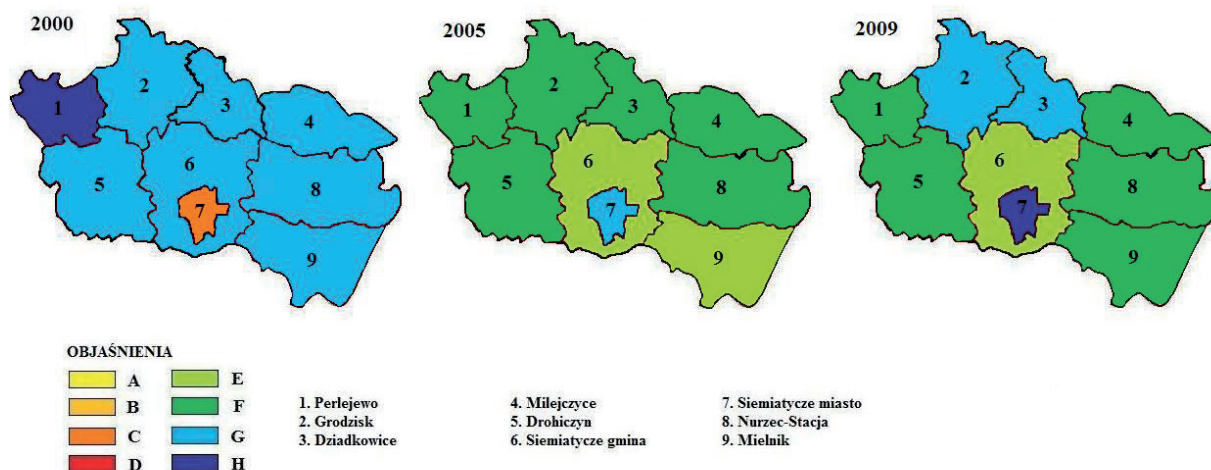 2000
1
2
3
4
5
6
7
8
9
2005
1
2
3
4
5
6
7
8
9
2009
1
2
3
4
5
6
7
8
9
OBJAŚNIENIA
A
B
C
D
E
F
G
H
1. Perlejewo
2. Grodzisk
3. Dziadkowice
4. Milejczyce
5. Drohiczyn
6. Siemiatycze gmina
7. Siemiatycze miasto
8. Nurzec-Stacja
9. Mielnik